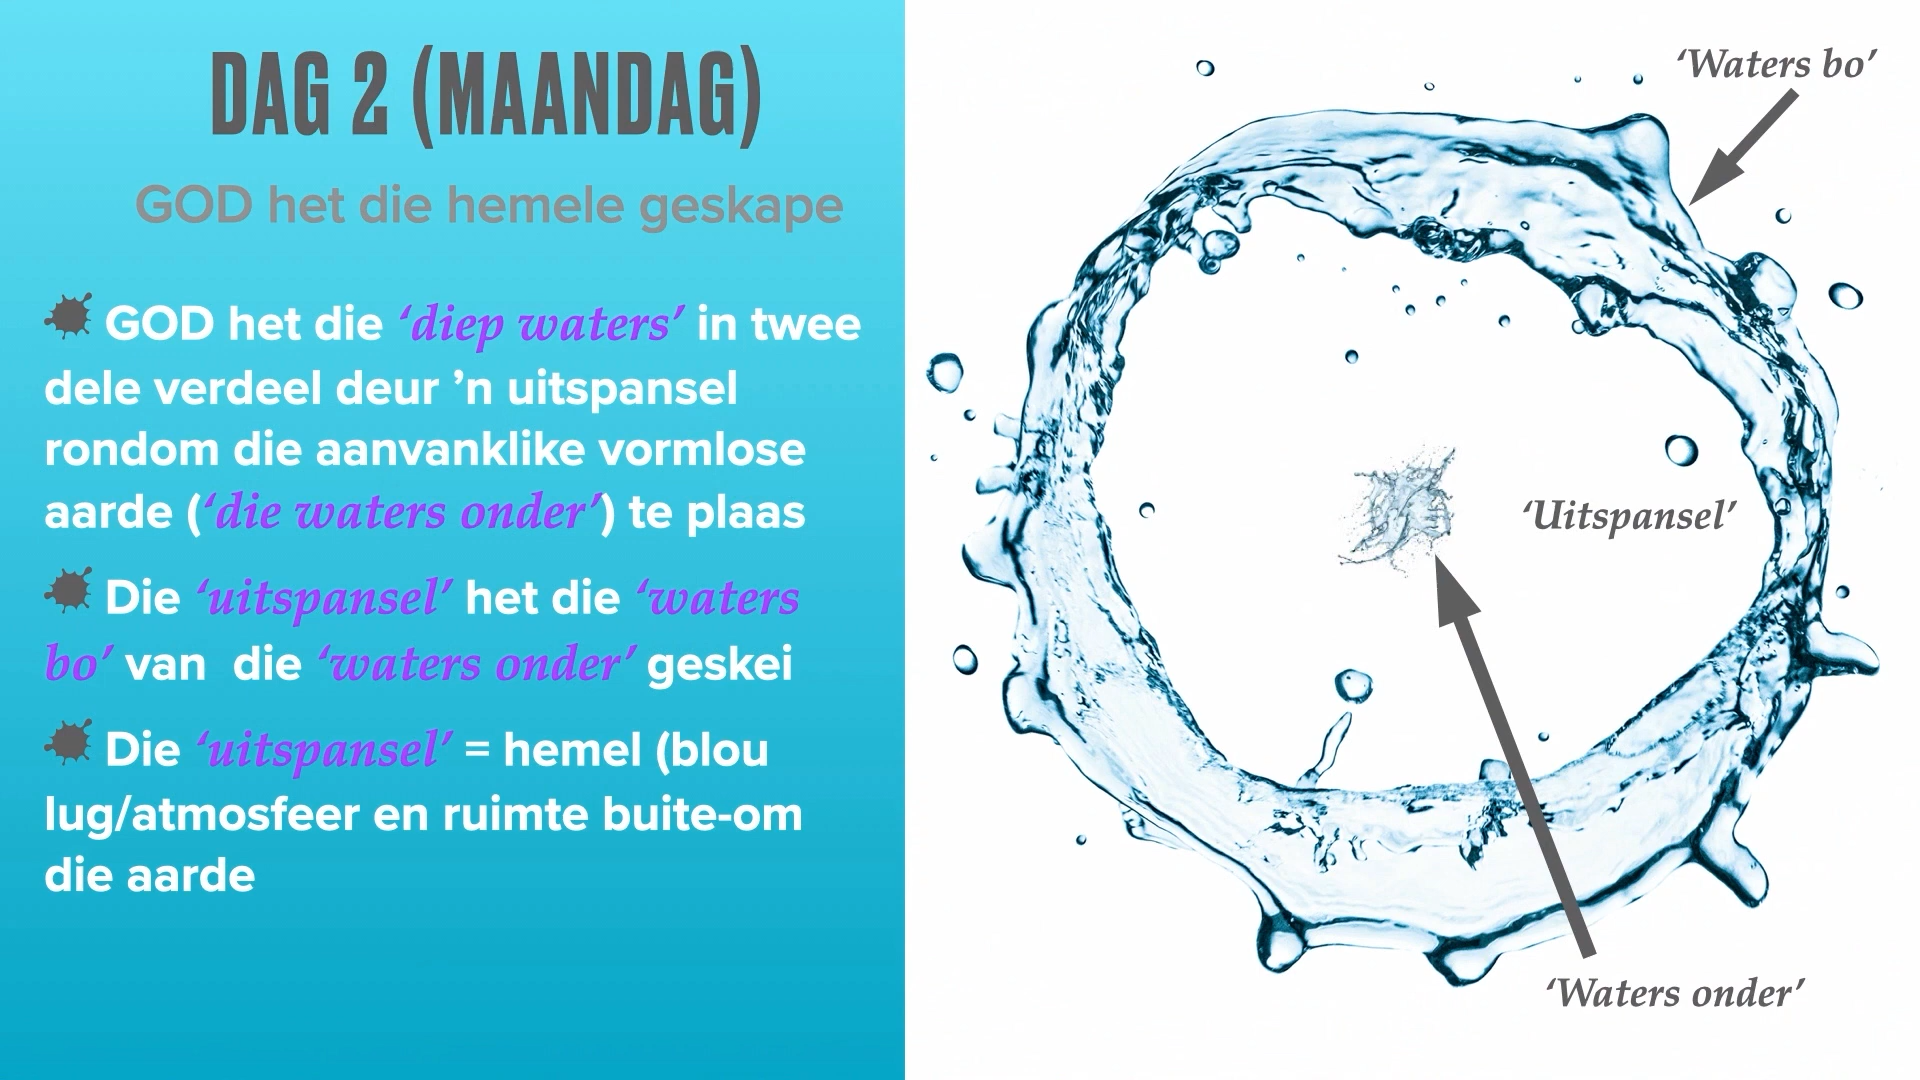 DAG 2 (MAANDAG)
GOD het die hemele geskape
GOD het die ‘diep waters’ in twee
dele verdeel deur ’n uitspansel
rondom die aanvanklike vormlose
aarde (‘die waters onder’) te plaas
Die ‘uitspansel’ het die ‘waters
bo’ van die ‘waters onder’ geskei
Die ‘uitspansel’ = hemel (blou
lug/atmosfeer en ruimte buite-om
die aarde
‘Waters bo’
‘Uitspansel’
‘Waters onder’